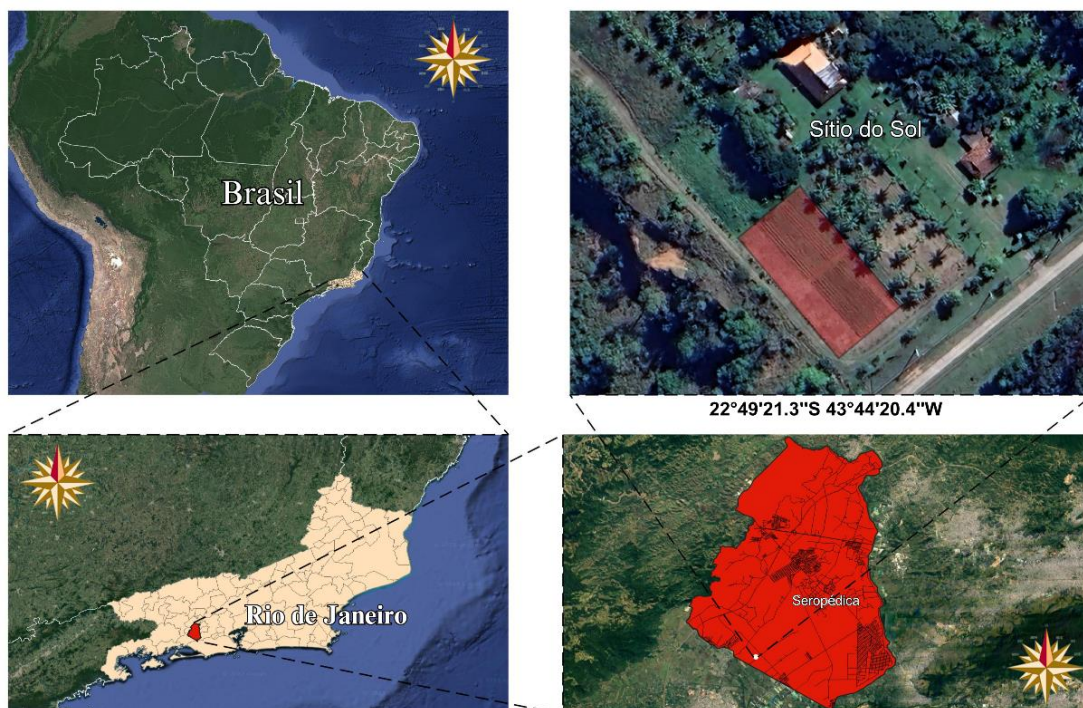 Brasil
Sítio do Sol
22°49'21.3"S 43°44'20.4"W
Rio de Janeiro
Seropédica